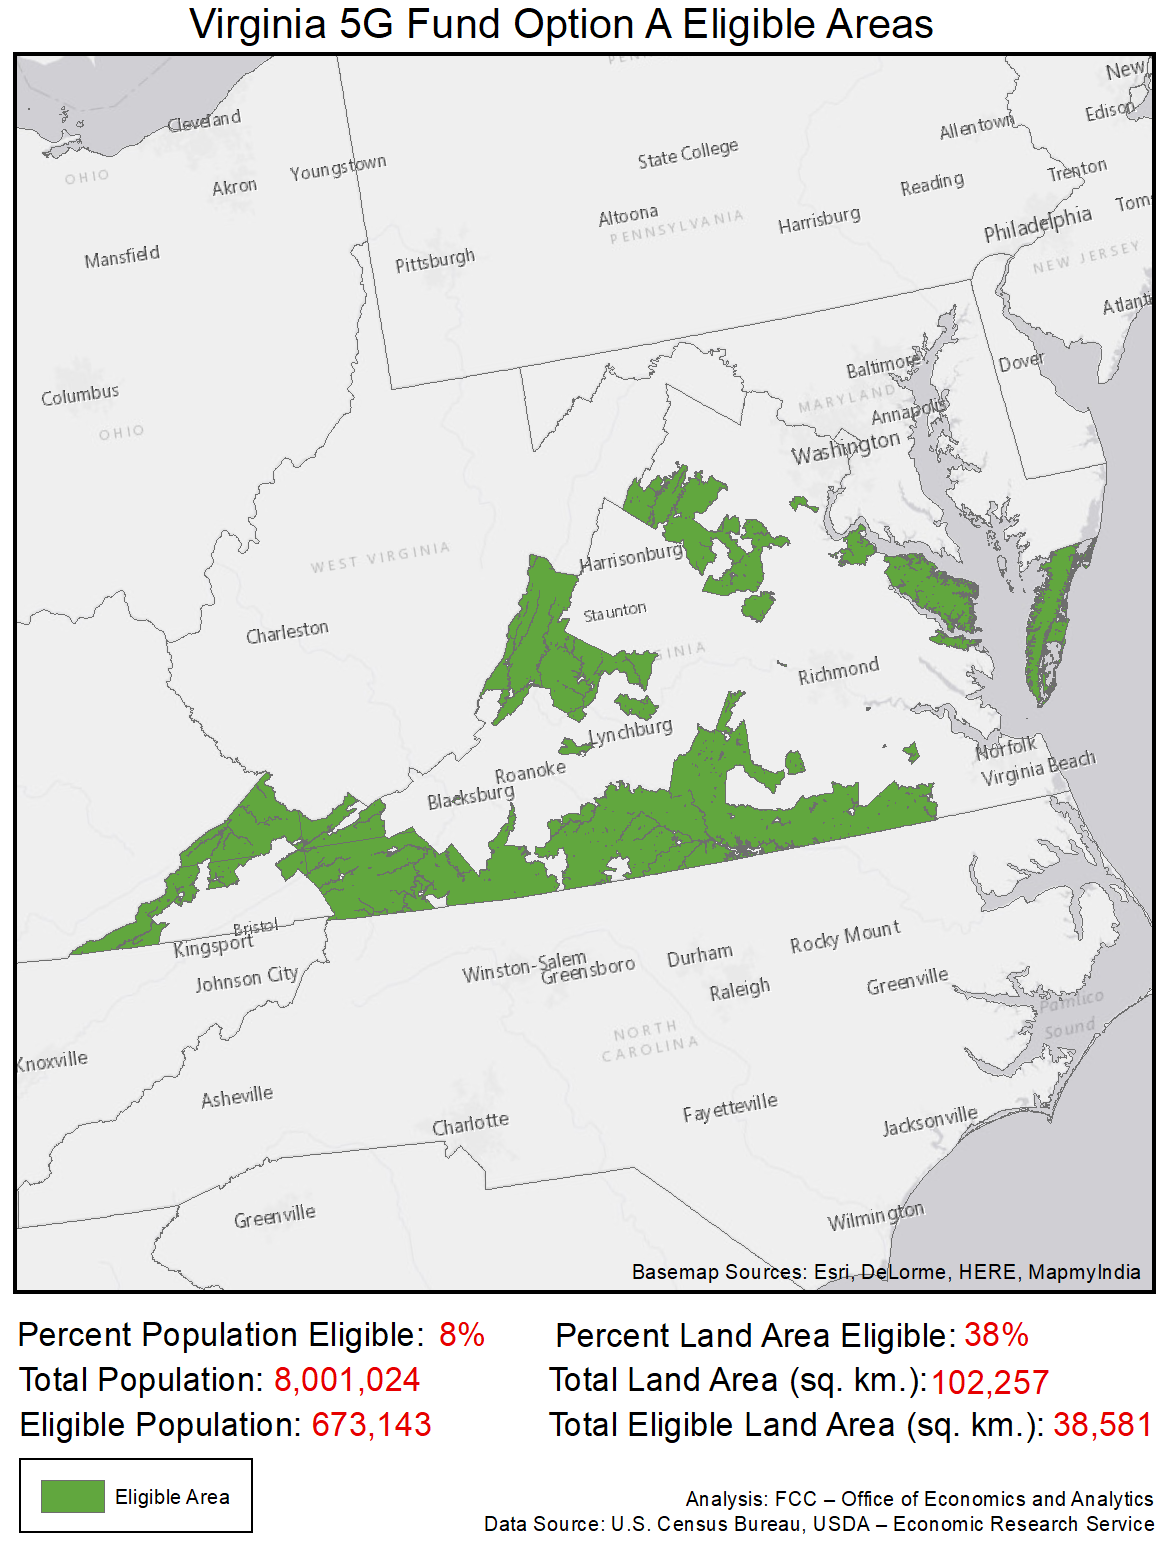 Virginia 5G Fund Option A Eligible Areas
New
Cleveland
Edison
Allentown
State College
OHIO
Youngstown
Trenton
Akron
Reading
Toms
Altoona
Harrisburg
PENNSYLVANIA
Philadelphia
Mansfield
Pittsburgh
NEW JERSEY
Atlant
Baltimore
Dover
Columbus
MARYLAND
Annapolis
OHIO
Washington
WEST VIRGINIA
Harrisonburg
Staunton
Charleston
GINIA
Richmond
Lynchburg
Norfolk
Roanoke
Virginia Beach
Blacksburg
Bristol
Kingsport
Rocky Mount
Durham
Winston-Salem
Greensboro
Johnson City
Greenville
Raleigh
Pamlico
Sound
NORTH
CAROLINA
Knoxville
Asheville
Fayetteville
Charlotte
Jacksonville
Greenville
Wilmington
Basemap Sources: Esri, DeLorme, HERE, MapmyIndia
Percent Population Eligible: 8%
Percent Land Area Eligible: 38%
Total Population: 8,001,024
Total Land Area (sq. km.): 102,257
Eligible Population: 673,143
Total Eligible Land Area (sq. km.): 38,581
Eligible Area
Analysis: FCC – Office of Economics and Analytics
Data Source: U.S. Census Bureau, USDA – Economic Research Service